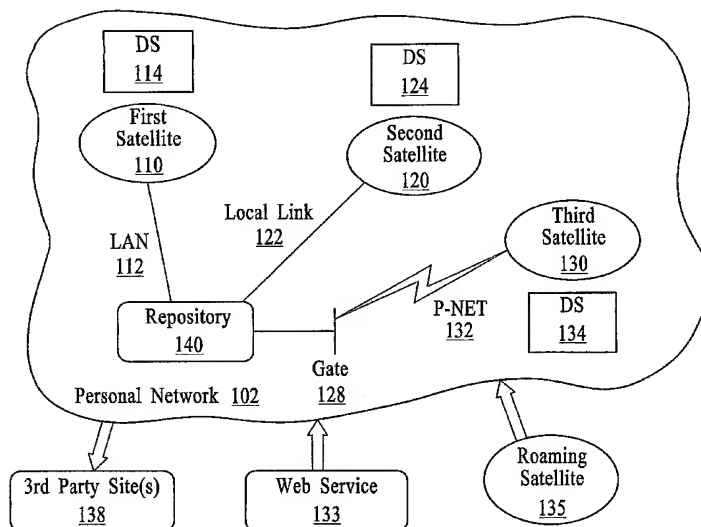 DS
114
First
Satellite
110
DS
124
Second
Satellite
120
Local Link
122
LAN
112
Third
Satellite
130
P-NET
132
DS
134
Repository
140
Gate
128
Personal Network 102
3rd Party Site(s)
138
Web Service
133
Roaming
Satellite
135